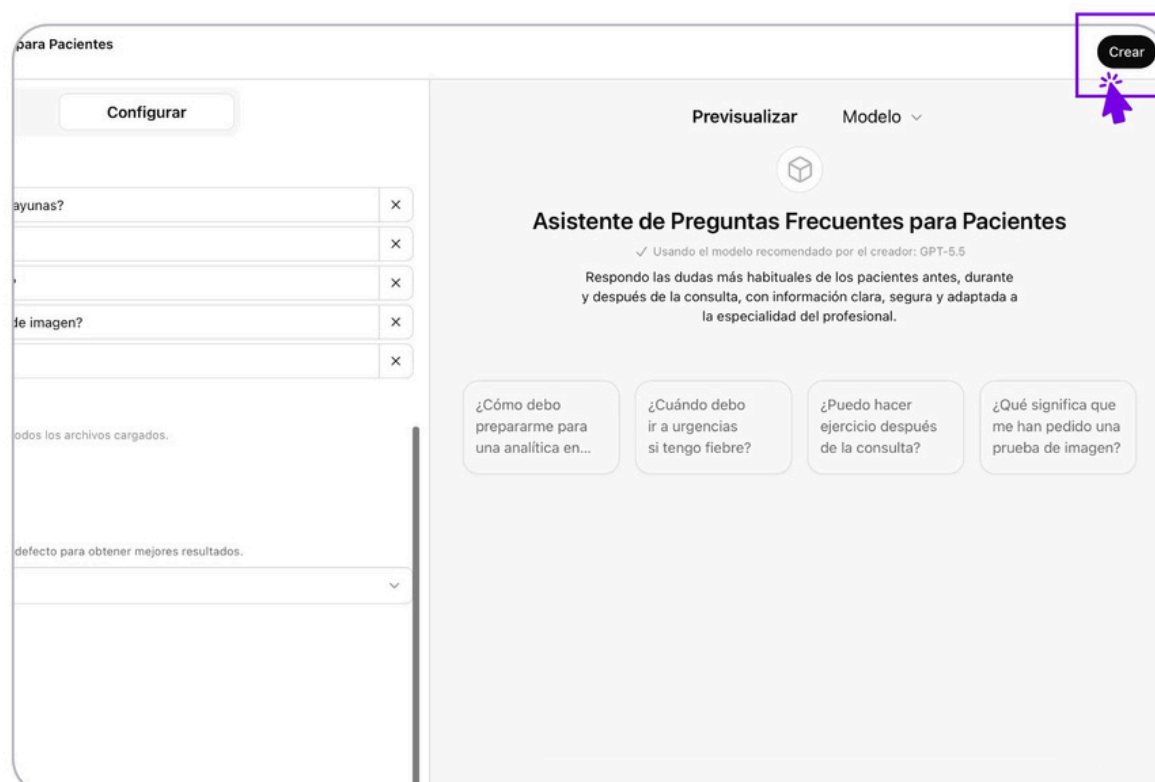 para Pacientes
Crear
Configurar
ayunas?
?
de imagen?
odos los archivos cargados.
defecto para obtener mejores resultados.
Previsualizar
Modelo
Asistente de Preguntas Frecuentes para Pacientes
Usando el modelo recomendado por el creador: GPT-5.5
Respondo las dudas más habituales de los pacientes antes, durante
y después de la consulta, con información clara, segura y adaptada a
la especialidad del profesional.
¿Cómo debo
prepararme para
una analítica en...
¿Cuándo debo
ir a urgencias
si tengo fiebre?
¿Puedo hacer
ejercicio después
de la consulta?
¿Qué significa que
me han pedido una
prueba de imagen?